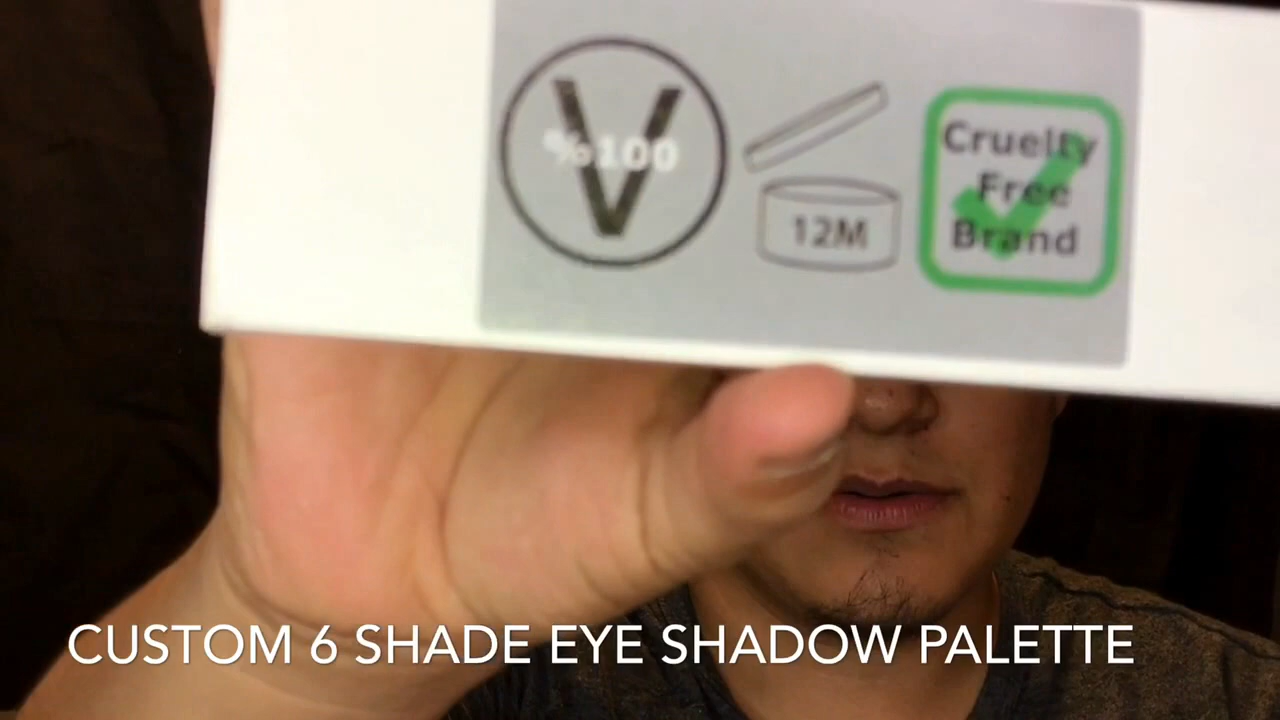 V
%100
12M
Cruelty
Free
Brand
CUSTOM 6 SHADE EYE SHADOW PALETTE